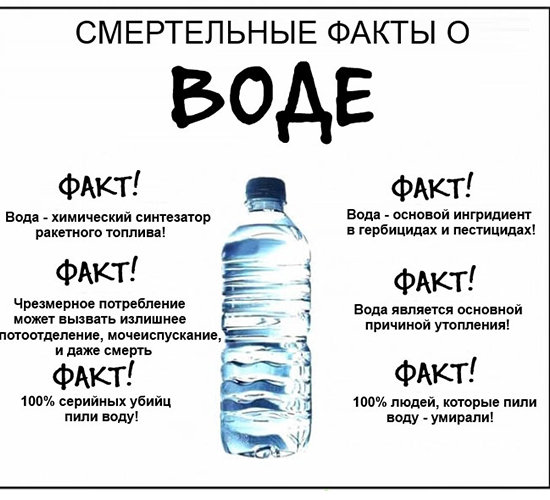 СМЕРТЕЛЬНЫЕ ФАКТЫ О
ВОДЕ
ФАКТ!
Вода - химический синтезатор
ракетного топлива!
ФАКТ!
Чрезмерное потребление
может вызвать излишнее
потоотделение, мочеиспускание,
и даже смерть
ФАКТ!
100% серийных убийц
пили воду!
ФАКТ!
Вода - основой ингридиент
в гербицидах и пестицидах!
ФАКТ!
Вода является основной
причиной утопления!
ФАКТ!
100% людей, которые пили
воду - умирали!